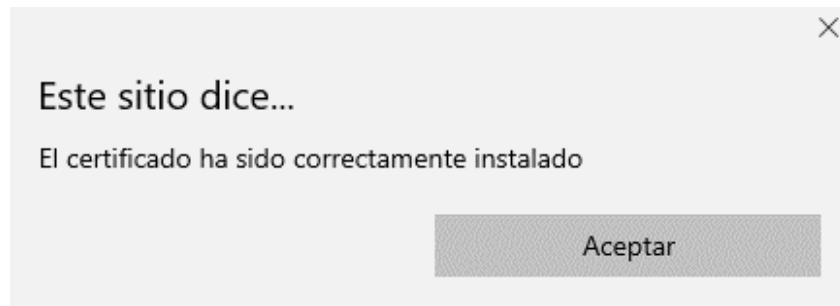 Este sitio dice...
El certificado ha sido correctamente instalado
Aceptar